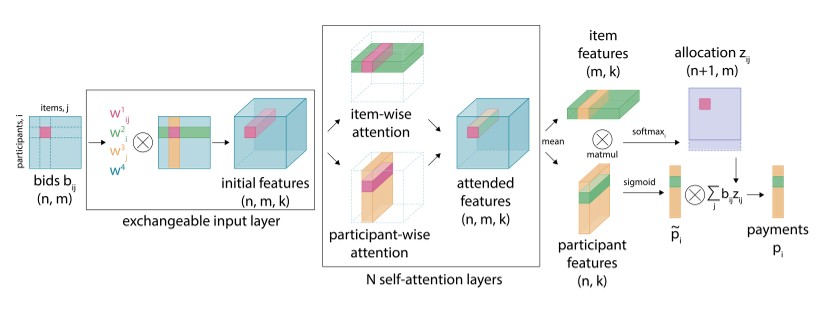 items, j
participants, i
bids b_ij
(n, m)
w^1_ij
w^2_i
w^3_j
w^4
initial features
(n, m, k)
exchangeable input layer
item-wise
attention
participant-wise
attention
attended
features
(n, m, k)
N self-attention layers
mean
item
features
(m, k)
matmul
participant
features
(n, k)
softmax_i
sigmoid
allocation z_ij
(n+1, m)
p̃_i
∑_j b_ij z_ij
payments
p_i